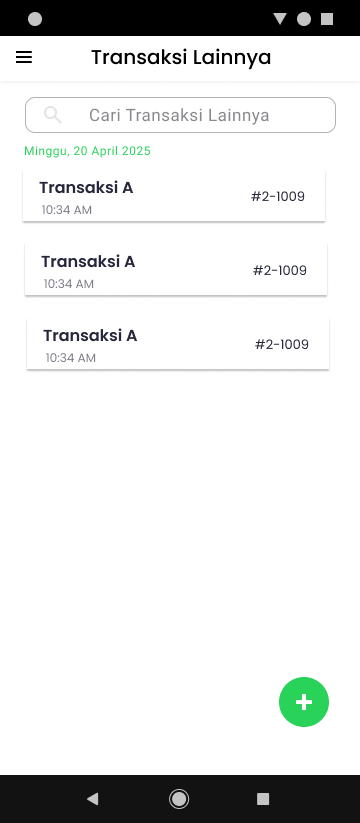 Transaksi Lainnya
Cari Transaksi Lainnya
Minggu, 20 April 2025
Transaksi A
#2-1009
10:34 AM
Transaksi A
#2-1009
10:34 AM
Transaksi A
#2-1009
10:34 AM